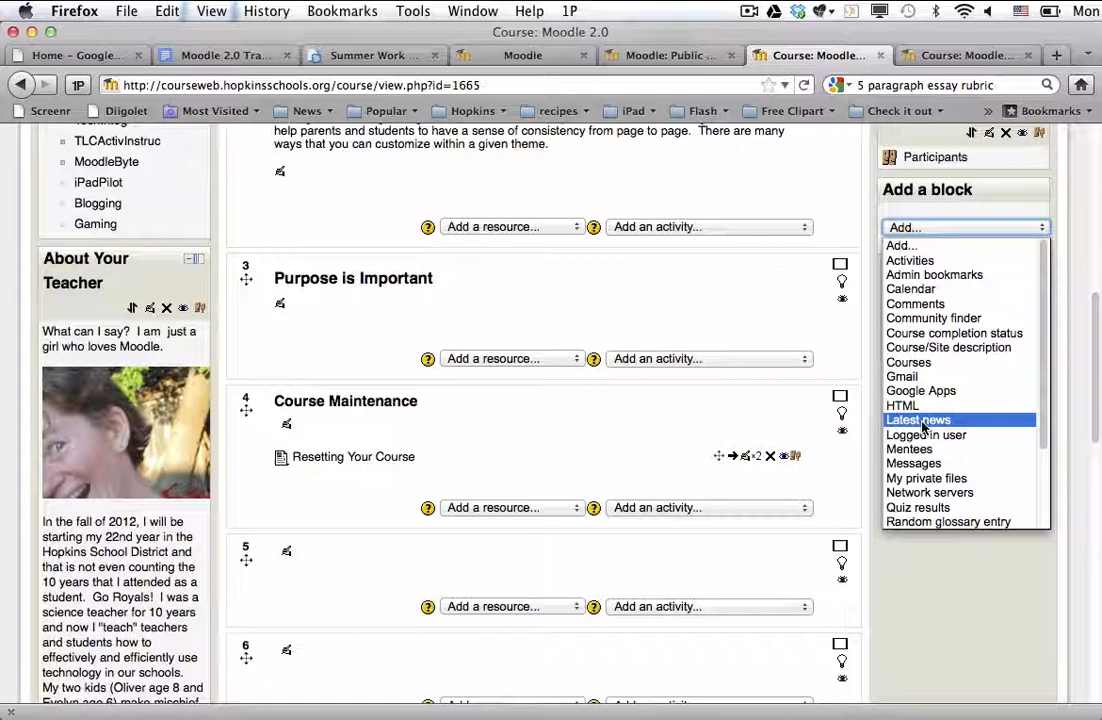 Firefox File Edit View History Bookmarks Tools Window Help 1P Mon
Course: Moodle 2.0
Home – Google... Moodle 2.0 Tra... Summer Work ... Moodle Moodle: Public ... Course: Moodle... Course: Moodle...
1P http://courseweb.hopkinsschools.org/course/view.php?id=1665 5 paragraph essay rubric
Screenr Diigolet Most Visited News Popular Hopkins recipes iPad Flash Free Clipart Check it out » Bookmarks
TLCActivInstruc
MoodleByte
iPadPilot
Blogging
Gaming
About Your
Teacher
What can I say? I am just a
girl who loves Moodle.
In the fall of 2012, I will be
starting my 22nd year in the
Hopkins School District and
that is not even counting the
10 years that I attended as a
student. Go Royals! I was a
science teacher for 10 years
and now I "teach" teachers
and students how to
effectively and efficiently use
technology in our schools.
My two kids (Oliver age 8 and
Evelyn age 6) make mischief
help parents and students to have a sense of consistency from page to page. There are many
ways that you can customize within a given theme.
? Add a resource... ? Add an activity...
3
Purpose is Important
? Add a resource... ? Add an activity...
4
Course Maintenance
Resetting Your Course
×2
? Add a resource... ? Add an activity...
5
? Add a resource... ? Add an activity...
6
Participants
Add a block
Add...
Add...
Activities
Admin bookmarks
Calendar
Comments
Community finder
Course completion status
Course/Site description
Courses
Gmail
Google Apps
HTML
Latest news
Logged in user
Mentees
Messages
My private files
Network servers
Quiz results
Random glossary entry